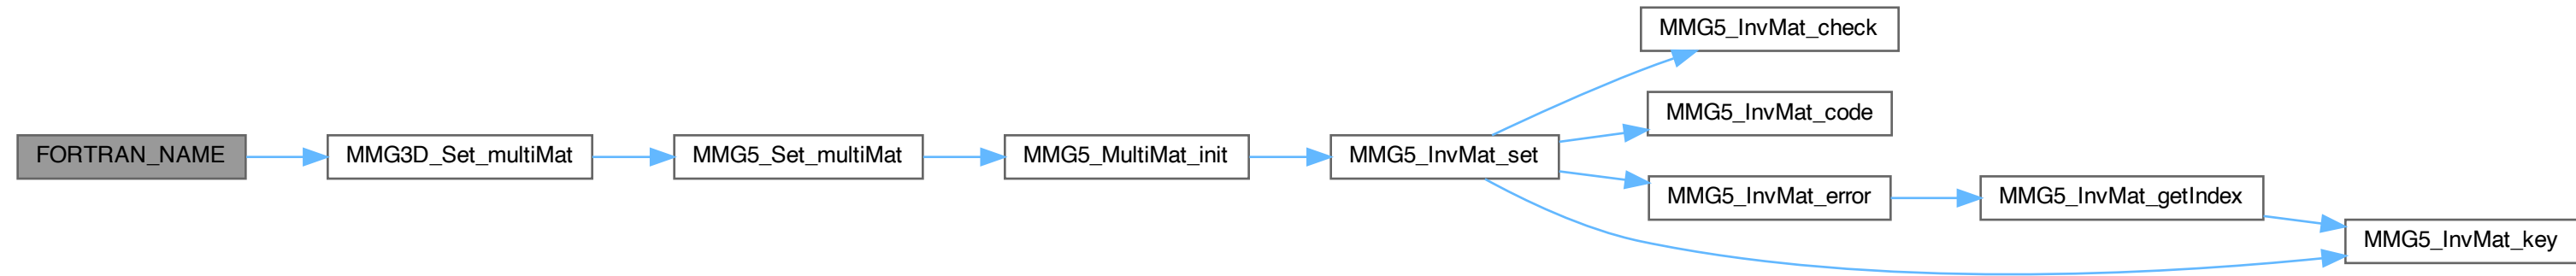 FORTRAN_NAME
MMG3D_Set_multiMat
MMG5_Set_multiMat
MMG5_MultiMat_init
MMG5_InvMat_set
MMG5_InvMat_check
MMG5_InvMat_code
MMG5_InvMat_error
MMG5_InvMat_getIndex
MMG5_InvMat_key